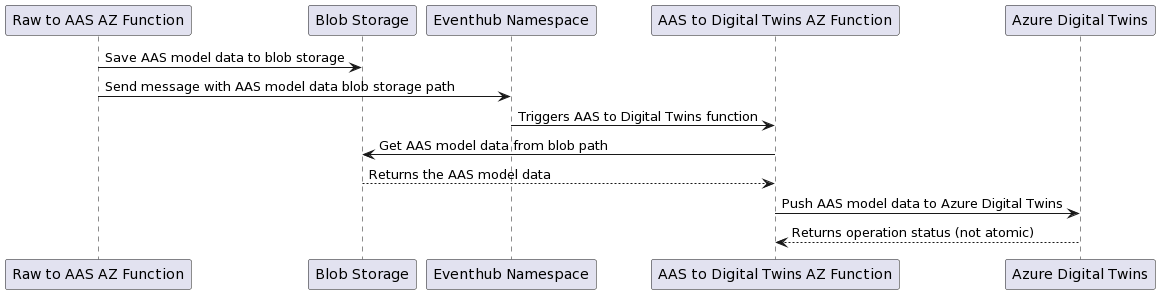 Raw to AAS AZ Function
Blob Storage
Eventhub Namespace
AAS to Digital Twins AZ Function
Azure Digital Twins
Save AAS model data to blob storage
Send message with AAS model data blob storage path
Triggers AAS to Digital Twins function
Get AAS model data from blob path
Returns the AAS model data
Push AAS model data to Azure Digital Twins
Returns operation status (not atomic)
Raw to AAS AZ Function
Blob Storage
Eventhub Namespace
AAS to Digital Twins AZ Function
Azure Digital Twins